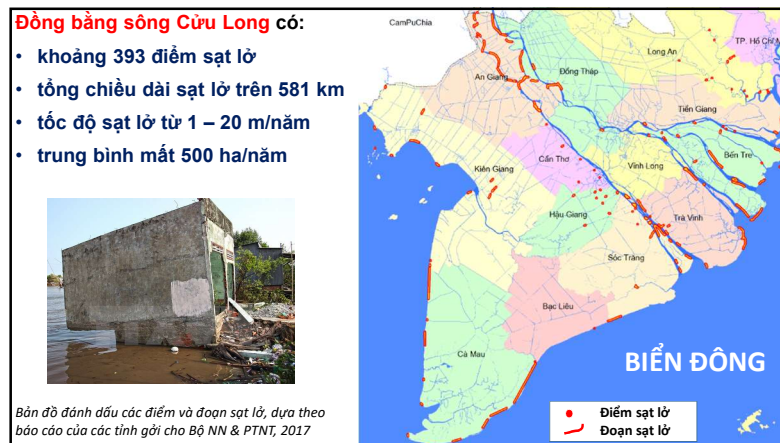 Đồng bằng sông Cửu Long có:
• khoảng 393 điểm sạt lở
• tổng chiều dài sạt lở trên 581 km
• tốc độ sạt lở từ 1 – 20 m/năm
• trung bình mất 500 ha/năm
Bản đồ đánh dấu các điểm và đoạn sạt lở, dựa theo
báo cáo của các tỉnh gởi cho Bộ NN & PTNT, 2017
CamPuChia
Long An
TP. Hồ Chí M
An Giang
Đồng Tháp
Tiền Giang
Cần Thơ
Vĩnh Long
Bến Tre
Kiên Giang
Hậu Giang
Trà Vinh
Sóc Trăng
Bạc Liêu
Cà Mau
BIỂN ĐÔNG
Điểm sạt lở
Đoạn sạt lở